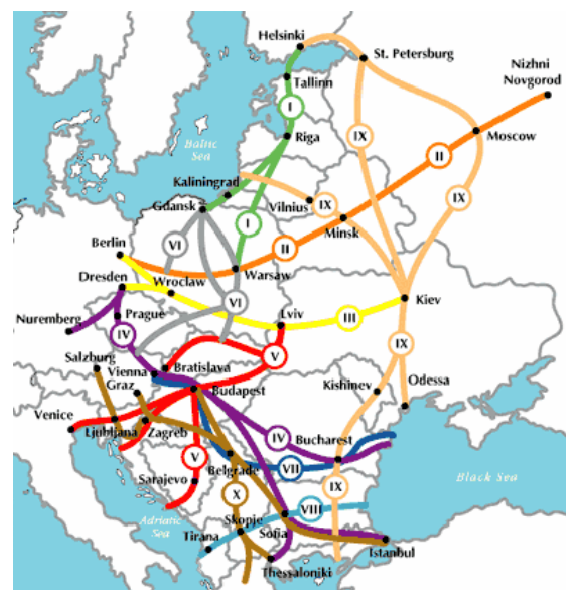 Helsinki
St. Petersburg
Nizhni
Novgorod
Tallinn
I
Riga
IX
II
Moscow
Baltic
Sea
Kaliningrad
Gdansk
Vilnius
IX
IX
I
Minsk
VI
II
Berlin
Warsaw
Dresden
Wroclaw
VI
III
Kiev
Nuremberg
Prague
IV
Lviv
IX
Salzburg
V
Vienna
Bratislava
Graz
Budapest
Kishinev
Odessa
Venice
Ljubljana
Zagreb
IV
Bucharest
V
Belgrade
VII
Sarajevo
X
IX
Black Sea
Adriatic
Sea
VIII
Skopje
Tirana
Sofia
Istanbul
Thessaloniki